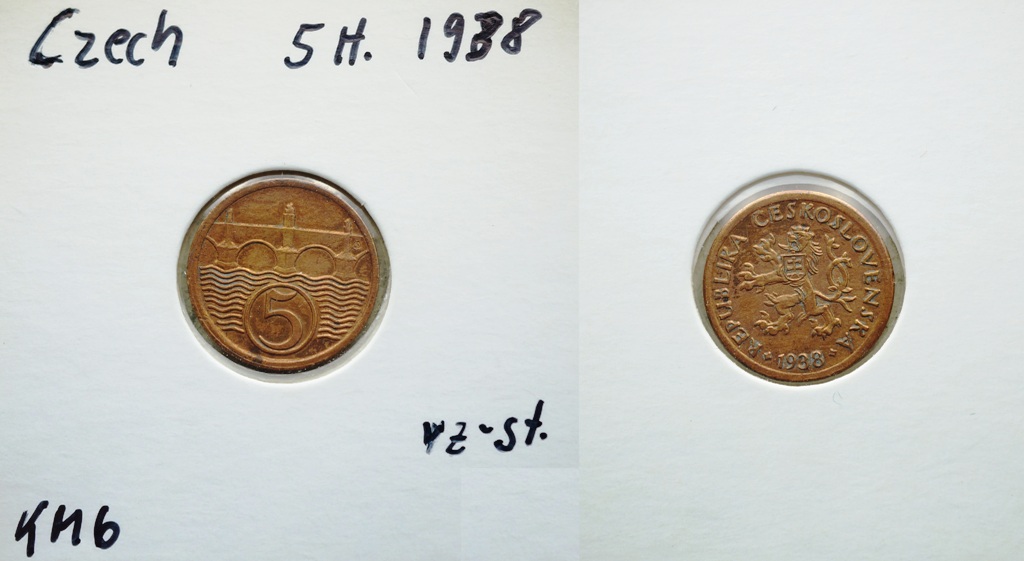 Czech 5 H. 1938
5
vz-st.
KM6
REPUBLIKA ČESKOSLOVENSKÁ
1938